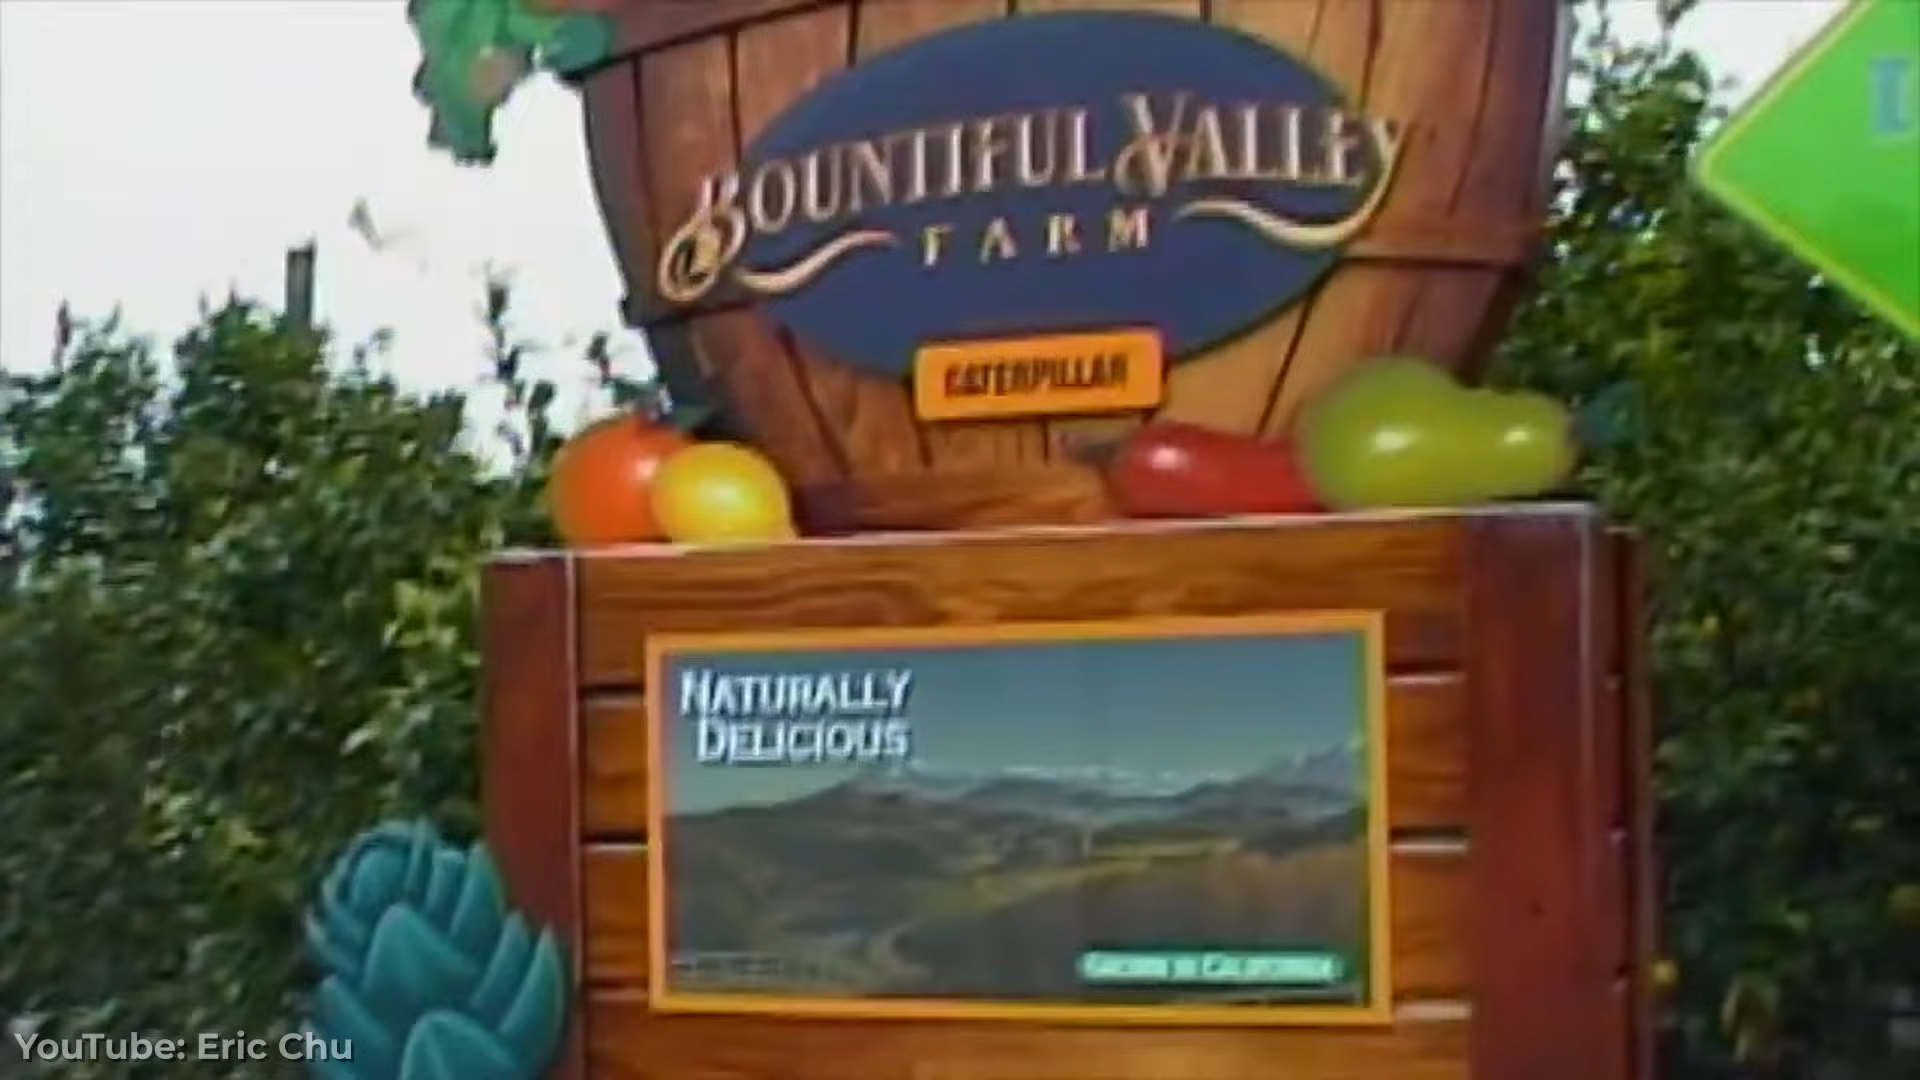 BOUNTIFUL VALLEY
FARM
CATERPILLAR
NATURALLY
DELICIOUS
YouTube: Eric Chu